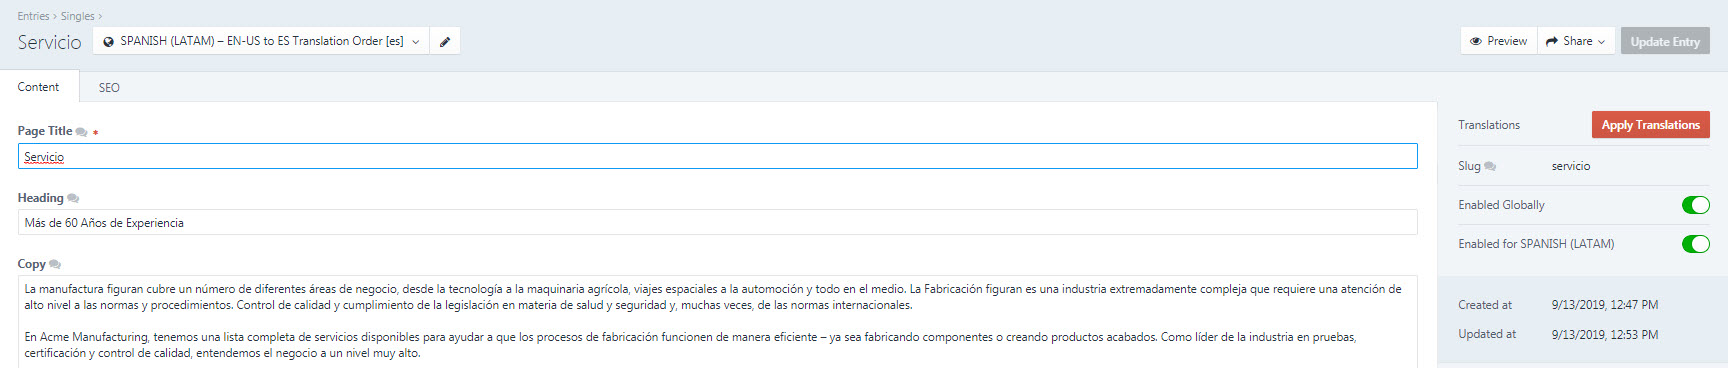 Entries > Singles >
Servicio SPANISH (LATAM) – EN-US to ES Translation Order [es]
Preview Share Update Entry
Content SEO
Page Title *
Servicio
Heading
Más de 60 Años de Experiencia
Copy
La manufactura figuran cubre un número de diferentes áreas de negocio, desde la tecnología a la maquinaria agrícola, viajes espaciales a la automoción y todo en el medio. La Fabricación figuran es una industria extremadamente compleja que requiere una atención de
alto nivel a las normas y procedimientos. Control de calidad y cumplimiento de la legislación en materia de salud y seguridad y, muchas veces, de las normas internacionales.
En Acme Manufacturing, tenemos una lista completa de servicios disponibles para ayudar a que los procesos de fabricación funcionen de manera eficiente – ya sea fabricando componentes o creando productos acabados. Como líder de la industria en pruebas,
certificación y control de calidad, entendemos el negocio a un nivel muy alto.
Translations Apply Translations
Slug servicio
Enabled Globally
Enabled for SPANISH (LATAM)
Created at 9/13/2019, 12:47 PM
Updated at 9/13/2019, 12:53 PM